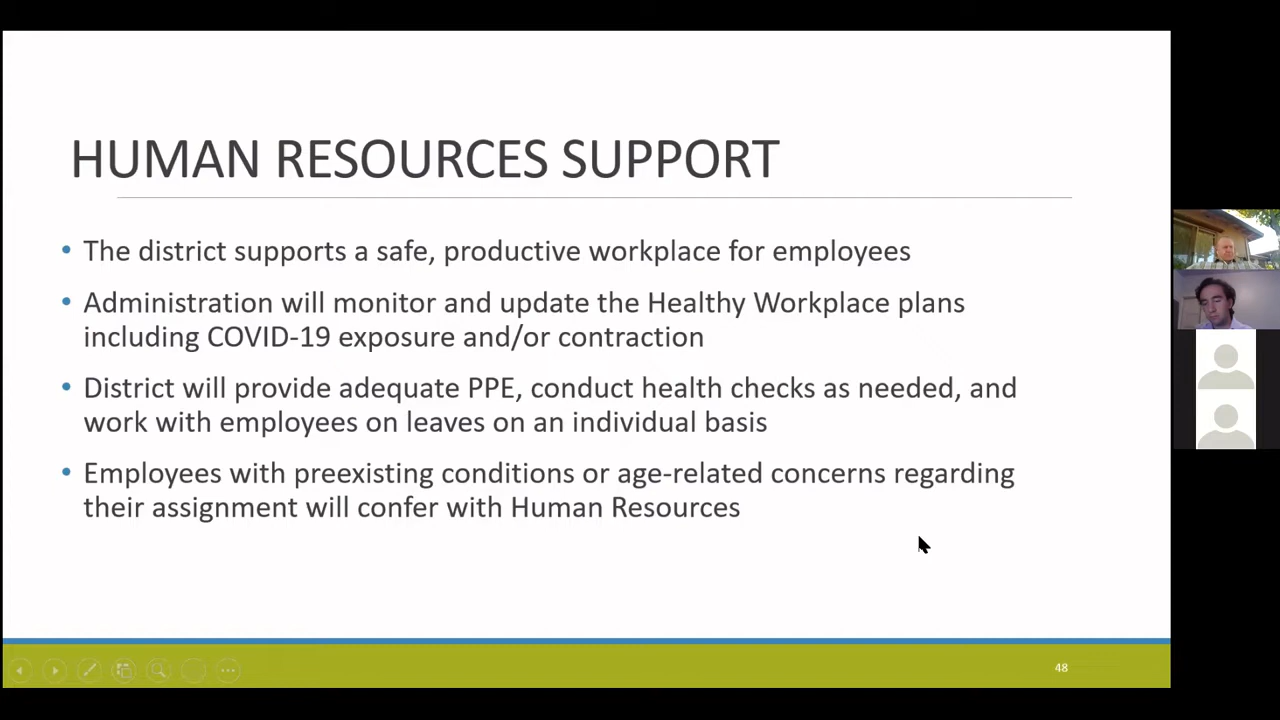 HUMAN RESOURCES SUPPORT
• The district supports a safe, productive workplace for employees
• Administration will monitor and update the Healthy Workplace plans
including COVID-19 exposure and/or contraction
• District will provide adequate PPE, conduct health checks as needed, and
work with employees on leaves on an individual basis
• Employees with preexisting conditions or age-related concerns regarding
their assignment will confer with Human Resources
48